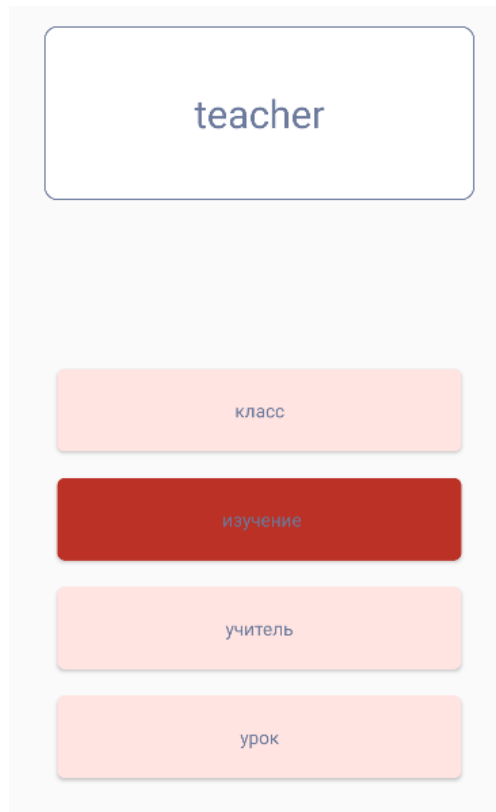 teacher
класс
изучение
учитель
урок